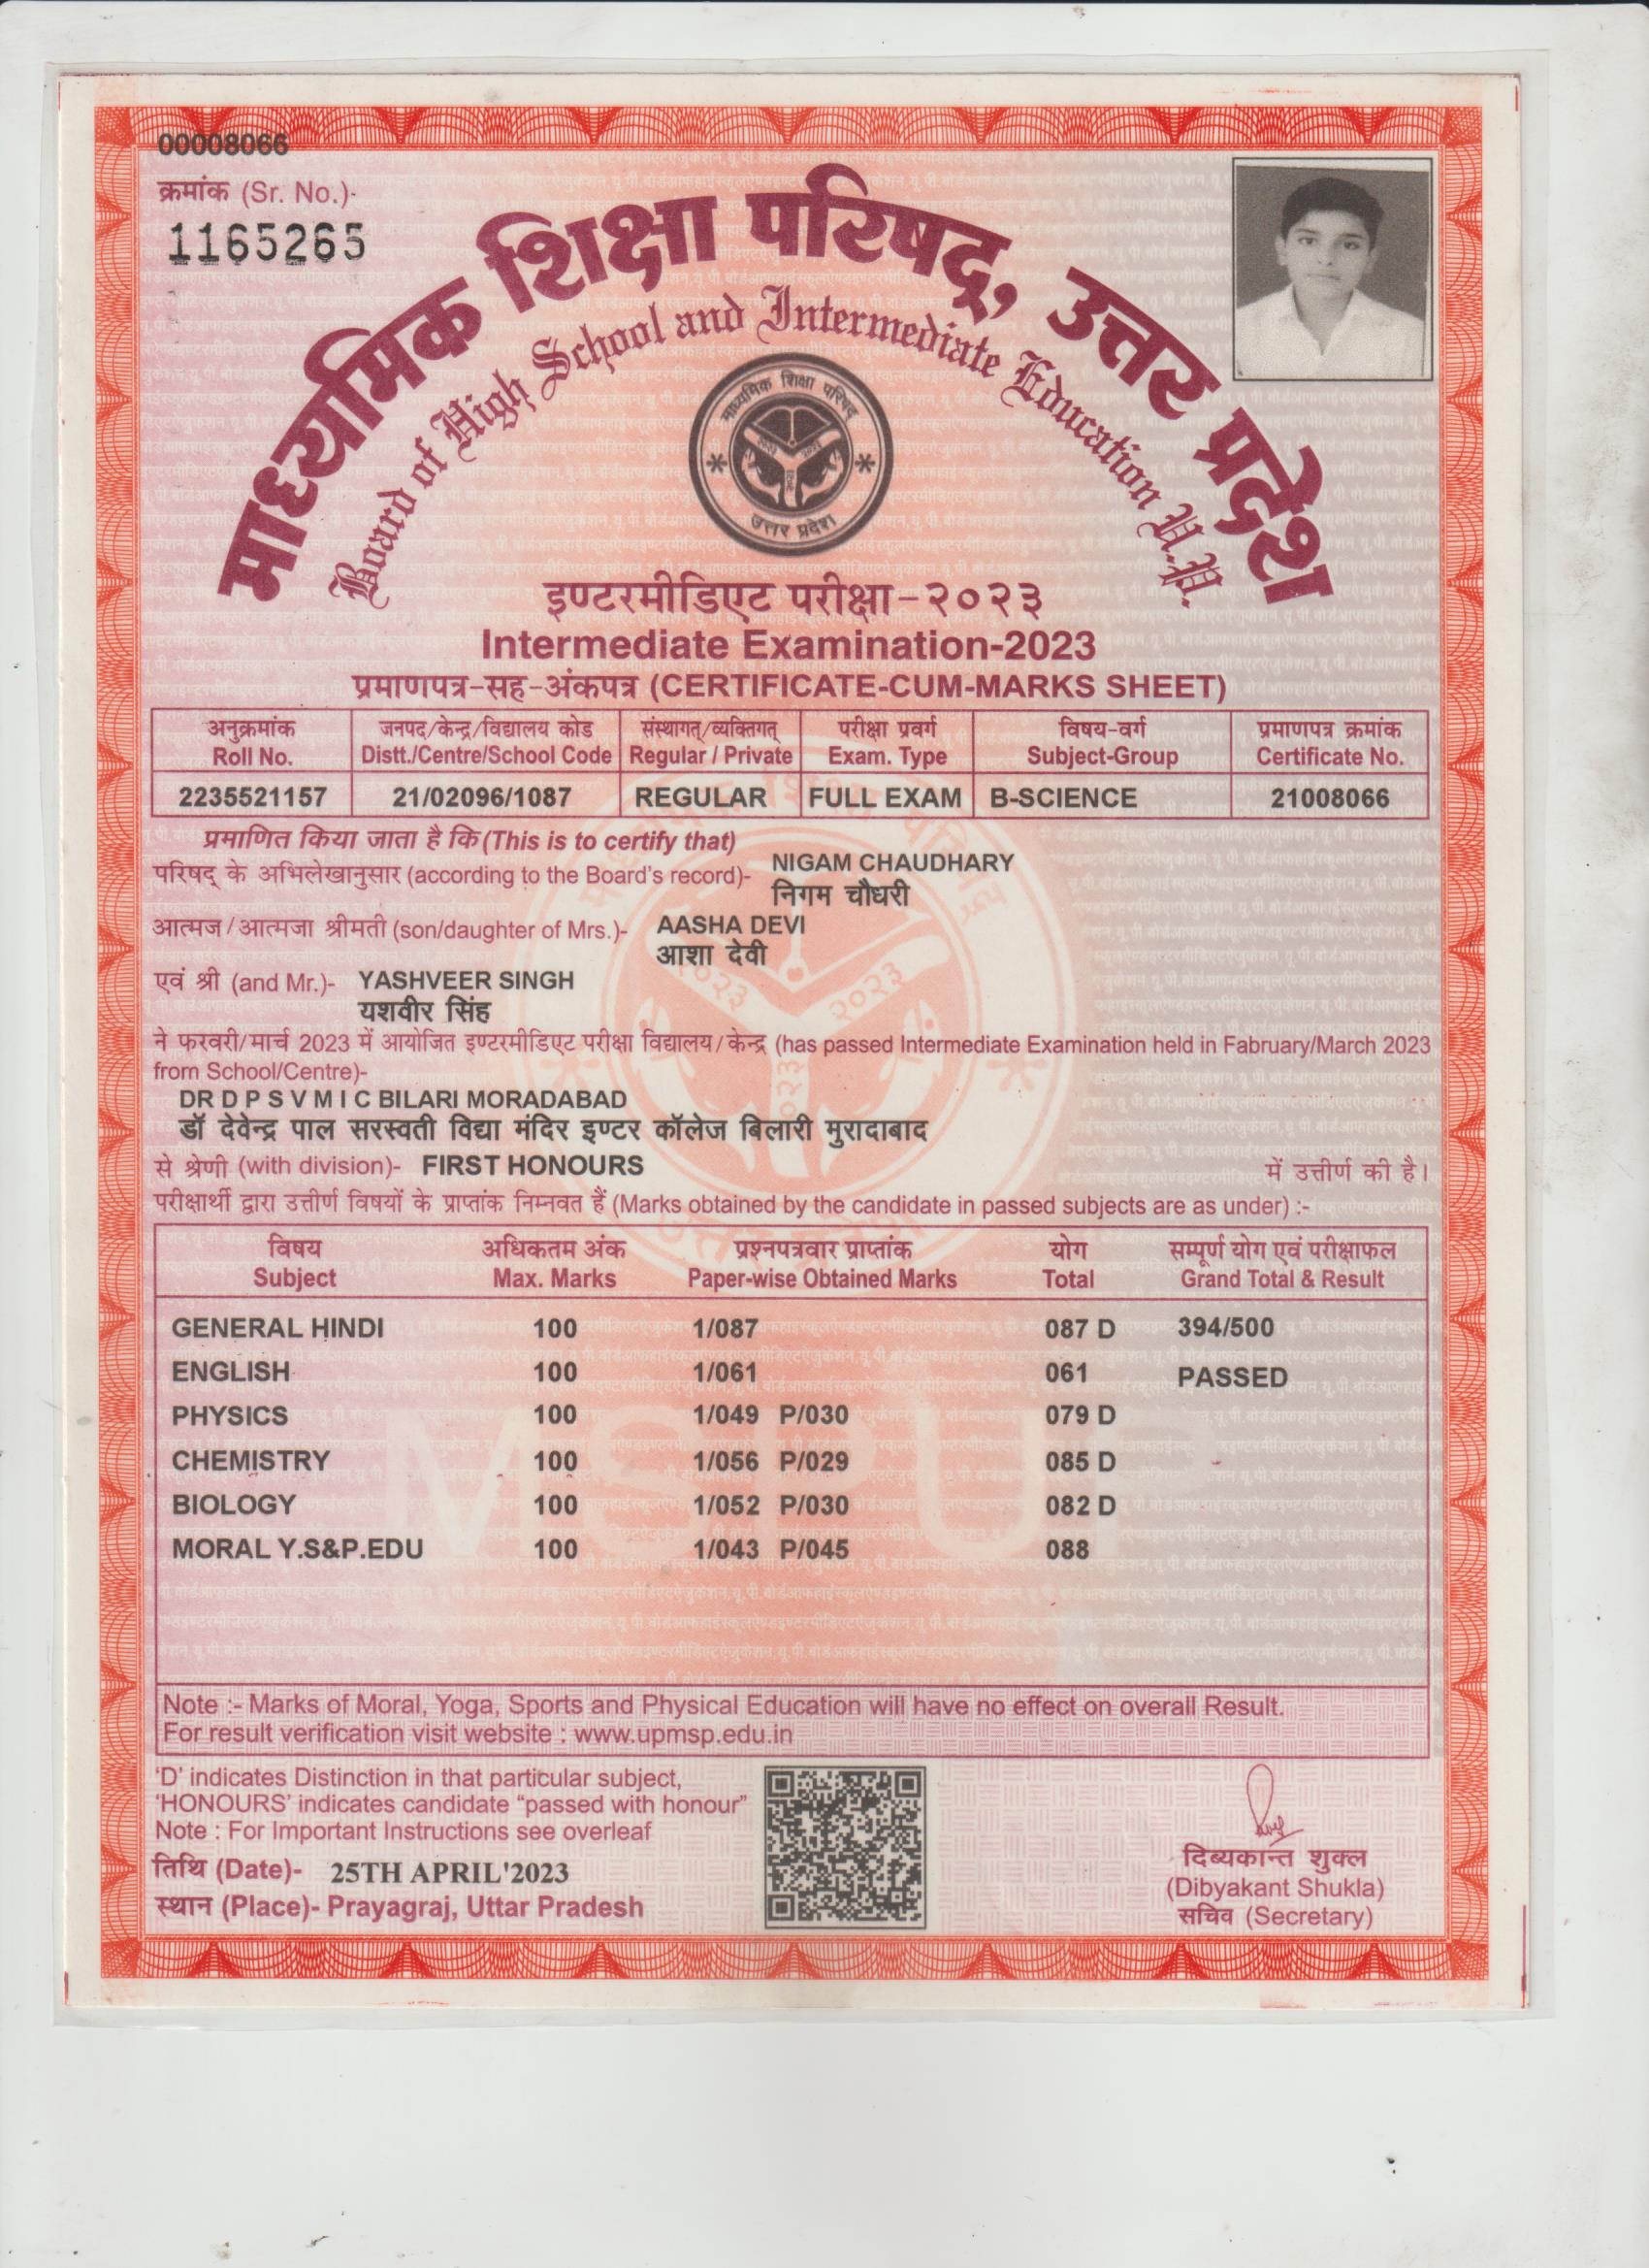 00008066
क्रमांक (Sr. No.)-
1165265
माध्यमिक शिक्षा परिषद्, उत्तर प्रदेश
Board of High School and Intermediate Education U.P.
माध्यमिक शिक्षा परिषद्
उत्तर प्रदेश
इण्टरमीडिएट परीक्षा-२०२३
Intermediate Examination-2023
प्रमाणपत्र-सह-अंकपत्र (CERTIFICATE-CUM-MARKS SHEET)
अनुक्रमांक जनपद/केन्द्र/विद्यालय कोड संस्थागत/व्यक्तिगत् परीक्षा प्रवर्ग विषय-वर्ग प्रमाणपत्र क्रमांक
Roll No. Distt./Centre/School Code Regular / Private Exam. Type Subject-Group Certificate No.
2235521157 21/02096/1087 REGULAR FULL EXAM B-SCIENCE 21008066
प्रमाणित किया जाता है कि (This is to certify that)
परिषद् के अभिलेखानुसार (according to the Board's record)- NIGAM CHAUDHARY
निगम चौधरी
आत्मज/आत्मजा श्रीमती (son/daughter of Mrs.)- AASHA DEVI
आशा देवी
एवं श्री (and Mr.)- YASHVEER SINGH
यशवीर सिंह
ने फरवरी/मार्च 2023 में आयोजित इण्टरमीडिएट परीक्षा विद्यालय/केन्द्र (has passed Intermediate Examination held in Fabruary/March 2023
from School/Centre)-
DR D P S V M I C BILARI MORADABAD
डॉ देवेन्द्र पाल सरस्वती विद्या मंदिर इण्टर कॉलेज बिलारी मुरादाबाद
से श्रेणी (with division)- FIRST HONOURS में उत्तीर्ण की है।
परीक्षार्थी द्वारा उत्तीर्ण विषयों के प्राप्तांक निम्नवत हैं (Marks obtained by the candidate in passed subjects are as under) :-
विषय अधिकतम अंक प्रश्नपत्रवार प्राप्तांक योग सम्पूर्ण योग एवं परीक्षाफल
Subject Max. Marks Paper-wise Obtained Marks Total Grand Total & Result
GENERAL HINDI 100 1/087 087 D 394/500
ENGLISH 100 1/061 061 PASSED
PHYSICS 100 1/049 P/030 079 D
CHEMISTRY 100 1/056 P/029 085 D
BIOLOGY 100 1/052 P/030 082 D
MORAL Y.S&P.EDU 100 1/043 P/045 088
Note :- Marks of Moral, Yoga, Sports and Physical Education will have no effect on overall Result.
For result verification visit website : www.upmsp.edu.in
'D' indicates Distinction in that particular subject,
'HONOURS' indicates candidate "passed with honour"
Note : For Important Instructions see overleaf
तिथि (Date)- 25TH APRIL'2023
स्थान (Place)- Prayagraj, Uttar Pradesh
दिब्यकान्त शुक्ल
(Dibyakant Shukla)
सचिव (Secretary)